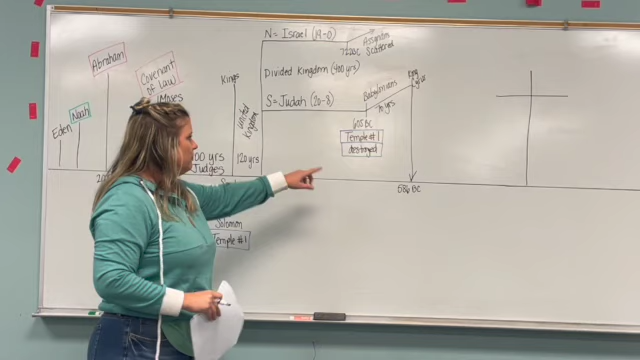 N = Israel (19-0)
Assyrians
Scattered
722 BC
Divided Kingdom (400 yrs)
S = Judah (20-8)
Babylonians
70 yrs
605 BC
Temple #1
destroyed
586 BC
Kings
United
Kingdom
120 yrs
Abraham
Covenant
of Law
Moses
Noah
Eden
00 yrs
Judges
Solomon
Temple #1